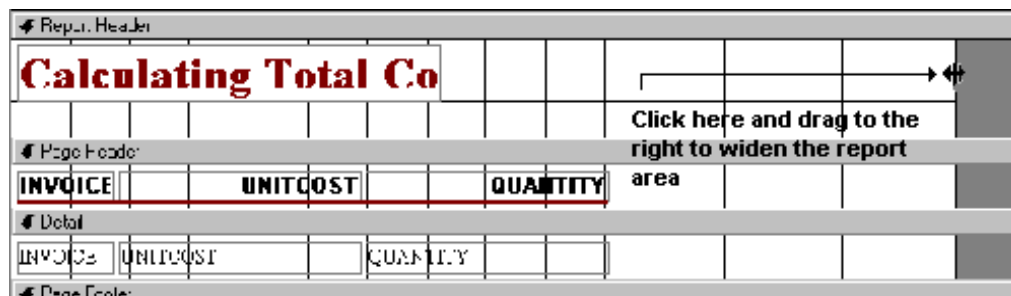 Report Header
Calculating Total Co
Click here and drag to the
right to widen the report
area
Page Header
INVOICE UNITCOST QUANTITY
Detail
INVOICE UNITCOST QUANTITY
Page Footer